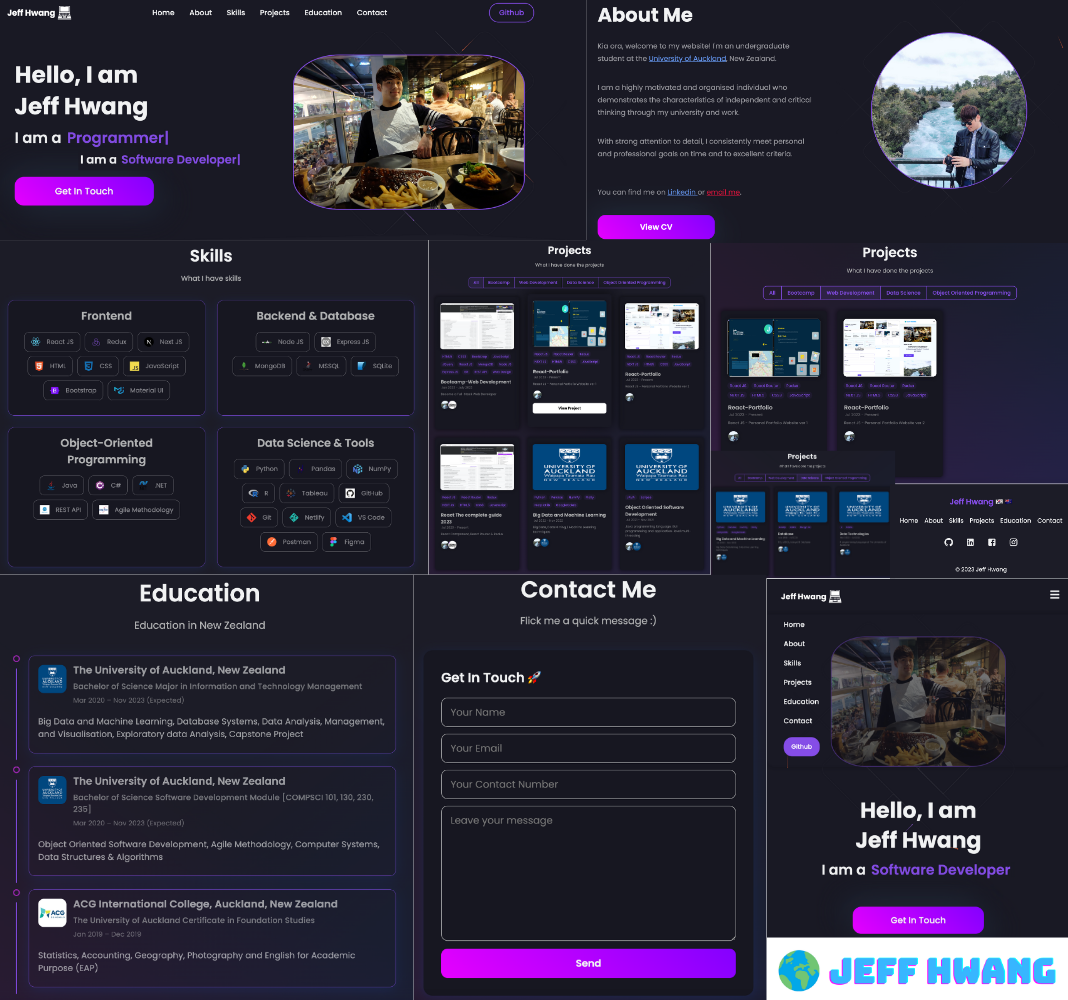 Jeff Hwang
Home About Skills Projects Education Contact
Github
Hello, I am
Jeff Hwang
I am a Programmer|
I am a Software Developer|
Get In Touch
About Me
Kia ora, welcome to my website! I'm an undergraduate
student at the University of Auckland, New Zealand.
I am a highly motivated and organised individual who
demonstrates the characteristics of independent and critical
thinking through my university and work.
With strong attention to detail, I consistently meet personal
and professional goals on time and to excellent criteria.
You can find me on Linkedin or email me.
View CV
Skills
What I have skills
Frontend
React JS Redux Next JS
HTML CSS JavaScript
Bootstrap Material UI
Backend & Database
Node JS Express JS
MongoDB MSSQL SQLite
Object-Oriented
Programming
Java C# .NET
REST API Agile Methodology
Data Science & Tools
Python Pandas NumPy
R Tableau GitHub
Git Netlify VS Code
Postman Figma
Projects
What I have done the projects
All Bootcamp Web Development Data Science Object Oriented Programming
Bootcamp-Web Development
React-Portfolio
React-Portfolio
View Project
UNIVERSITY OF
AUCKLAND
UNIVERSITY OF
AUCKLAND
React The complete guide
2023
Big Data and Machine Learning
Object Oriented Software
Development
Projects
What I have done the projects
All Bootcamp Web Development Data Science Object Oriented Programming
React-Portfolio
React-Portfolio
Projects
Jeff Hwang
Home About Skills Projects Education Contact
© 2023 Jeff Hwang
Education
Education in New Zealand
The University of Auckland, New Zealand
Bachelor of Science Major in Information and Technology Management
Mar 2020 - Nov 2023 (Expected)
Big Data and Machine Learning, Database Systems, Data Analysis, Management,
and Visualisation, Exploratory data Analysis, Capstone Project
The University of Auckland, New Zealand
Bachelor of Science Software Development Module [COMPSCI 101, 130, 230,
235]
Mar 2020 - Nov 2023 (Expected)
Object Oriented Software Development, Agile Methodology, Computer Systems,
Data Structures & Algorithms
ACG
ACG International College, Auckland, New Zealand
The University of Auckland Certificate in Foundation Studies
Jan 2019 - Dec 2019
Statistics, Accounting, Geography, Photography and English for Academic
Purpose (EAP)
Contact Me
Flick me a quick message :)
Get In Touch 🚀
Your Name
Your Email
Your Contact Number
Leave your message
Send
Jeff Hwang
Home
About
Skills
Projects
Education
Contact
Github
Hello, I am
Jeff Hwang
I am a Software Developer
Get In Touch
JEFF HWANG